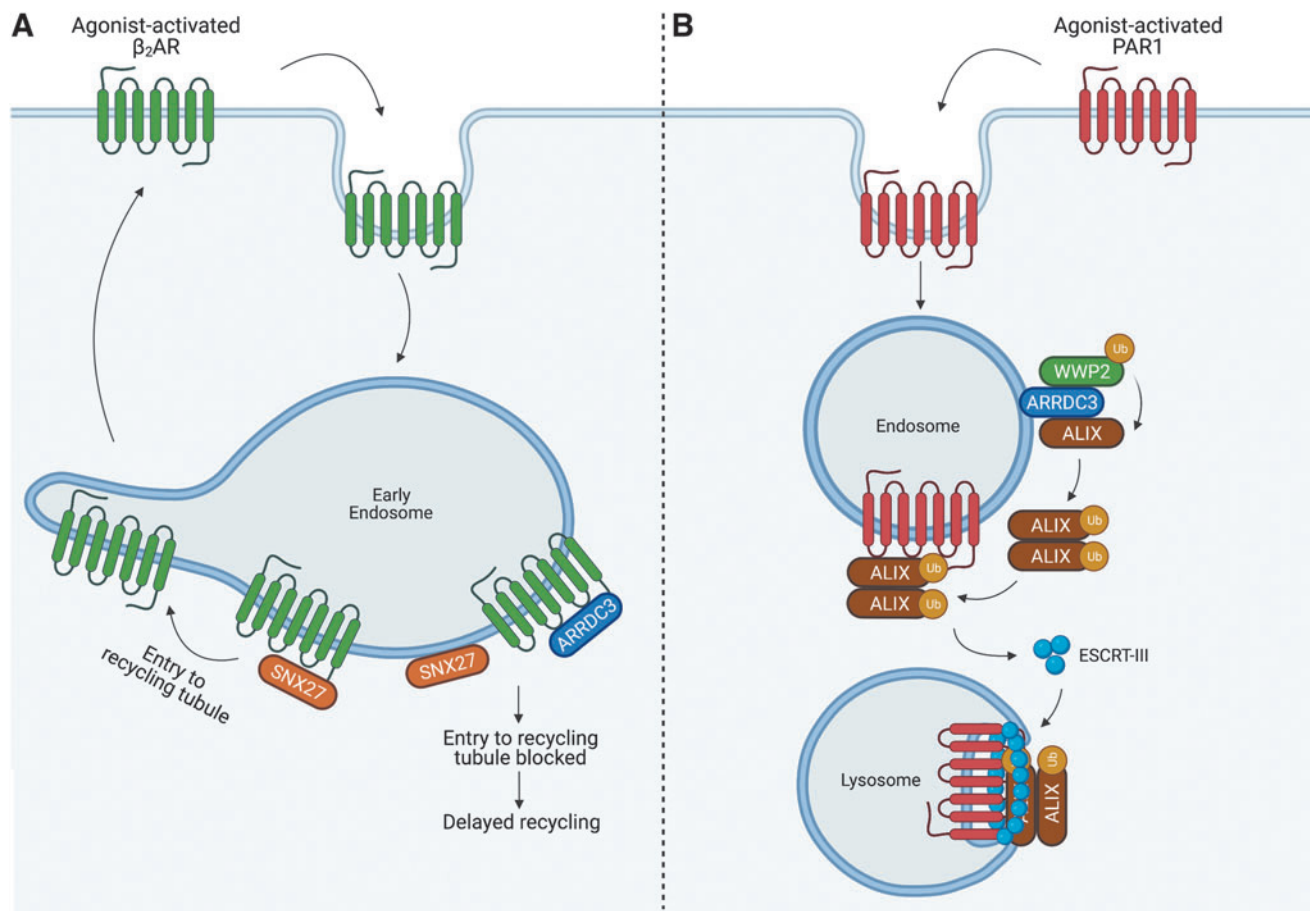 A
Agonist-activated
β₂AR
Early
Endosome
SNX27
SNX27
ARRDC3
Entry to
recycling tubule
Entry to recycling
tubule blocked
Delayed recycling
B
Agonist-activated
PAR1
Ub
WWP2
ARRDC3
ALIX
Endosome
ALIX Ub
ALIX Ub
ALIX Ub
ALIX Ub
ESCRT-III
Lysosome
Ub
ALIX